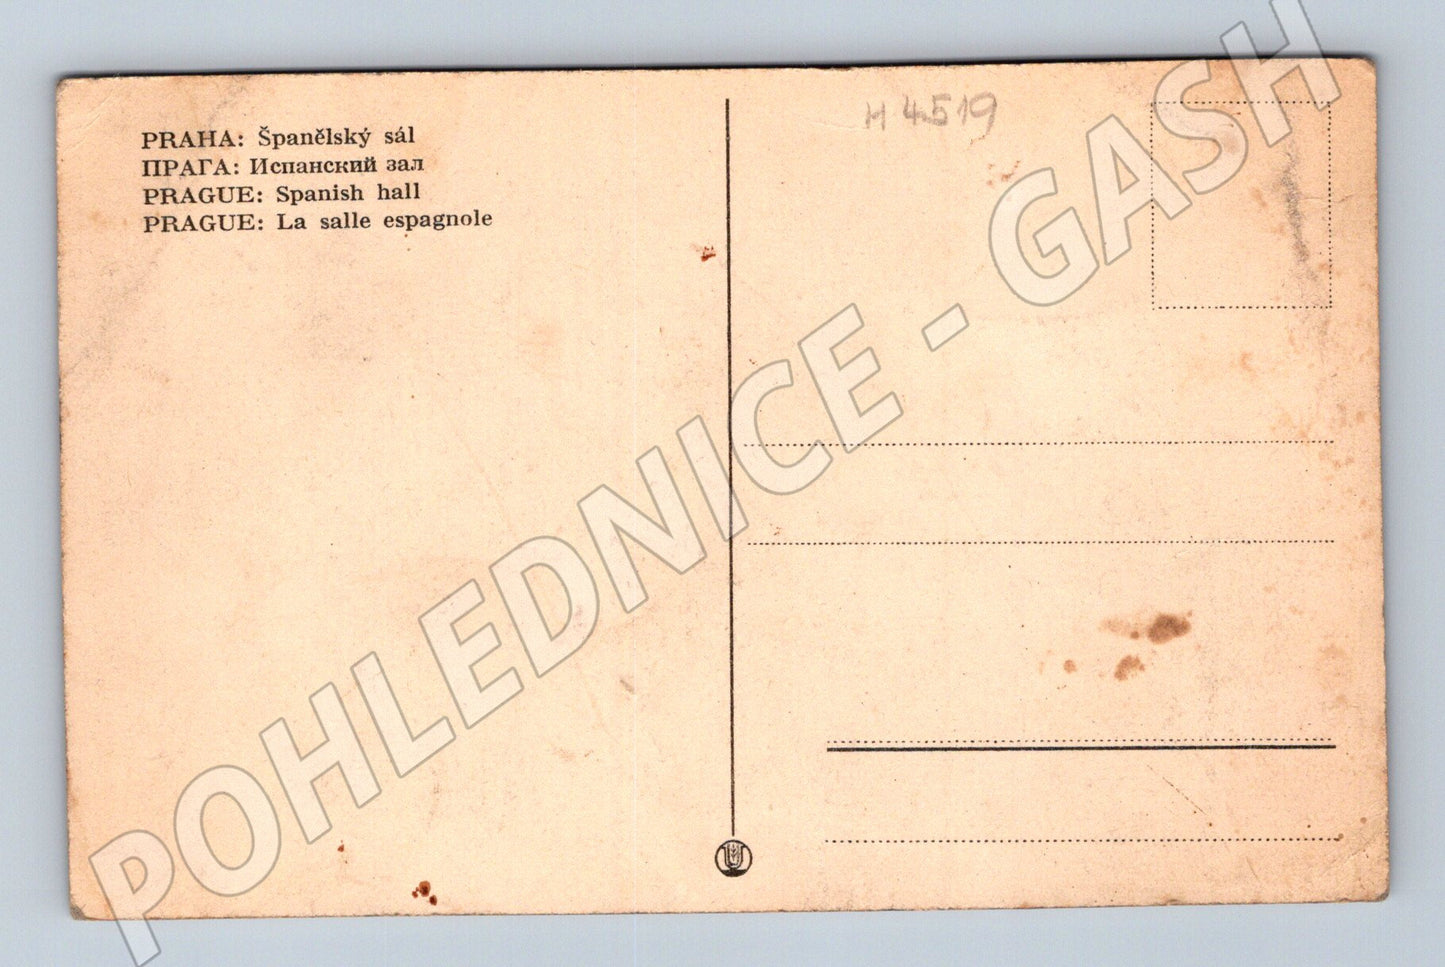 PRAHA: Španělský sál
ПРАГА: Испанский зал
PRAGUE: Spanish hall
PRAGUE: La salle espagnole
H 4519
POHLEDNICE - GASH